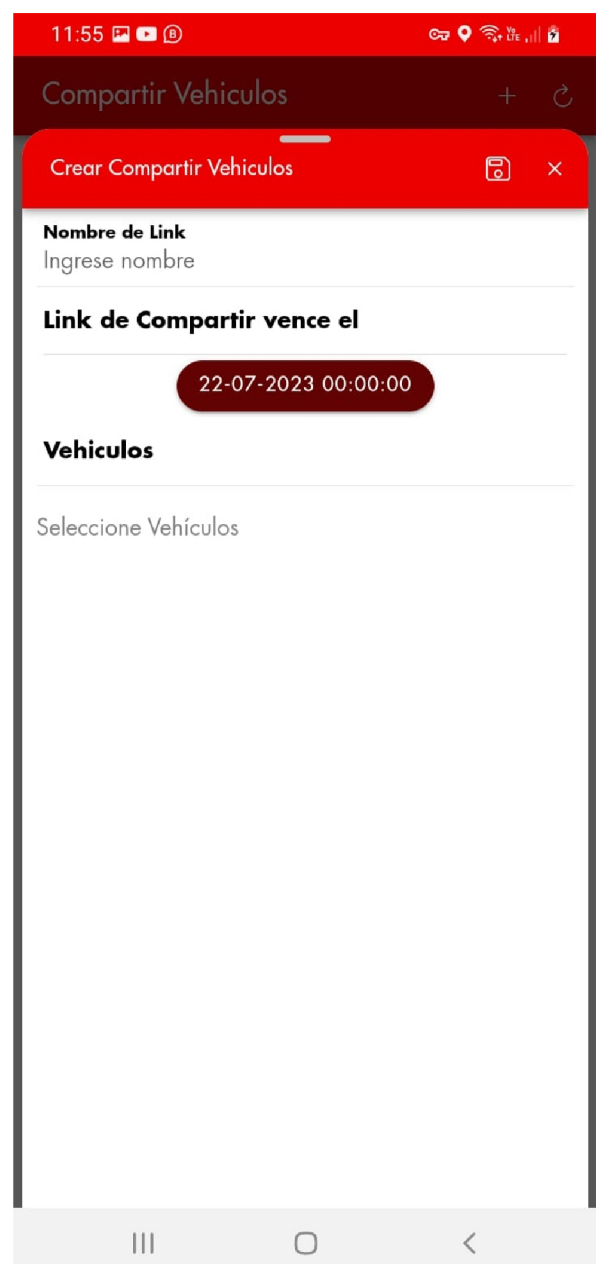 11:55
Compartir Vehiculos
Crear Compartir Vehiculos
Nombre de Link
Ingrese nombre
Link de Compartir vence el
22-07-2023 00:00:00
Vehiculos
Seleccione Vehículos